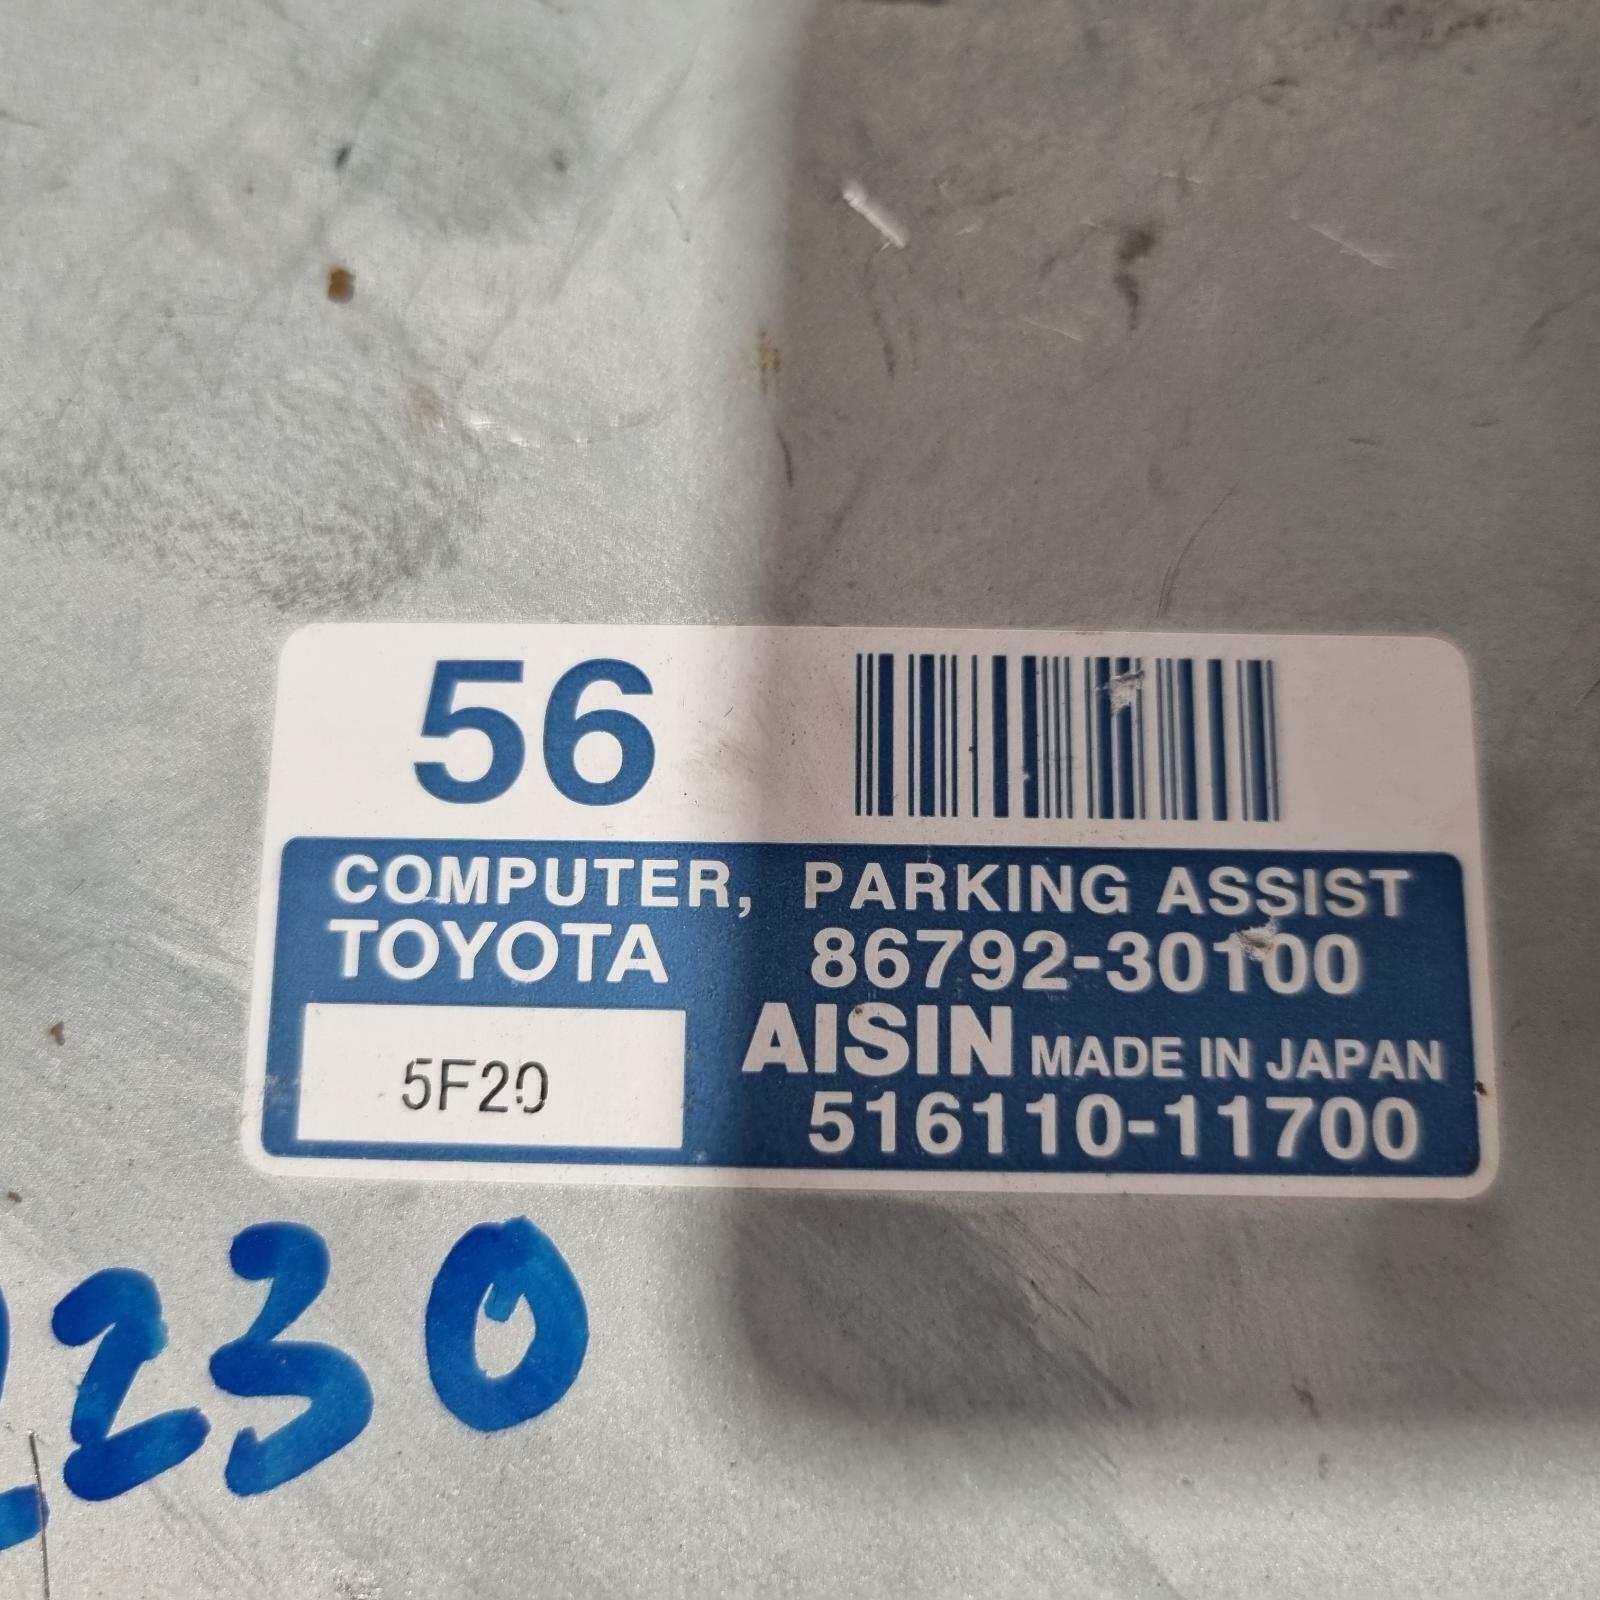 56
COMPUTER, PARKING ASSIST
TOYOTA 86792-30100
AISIN MADE IN JAPAN
5F20 516110-11700
230